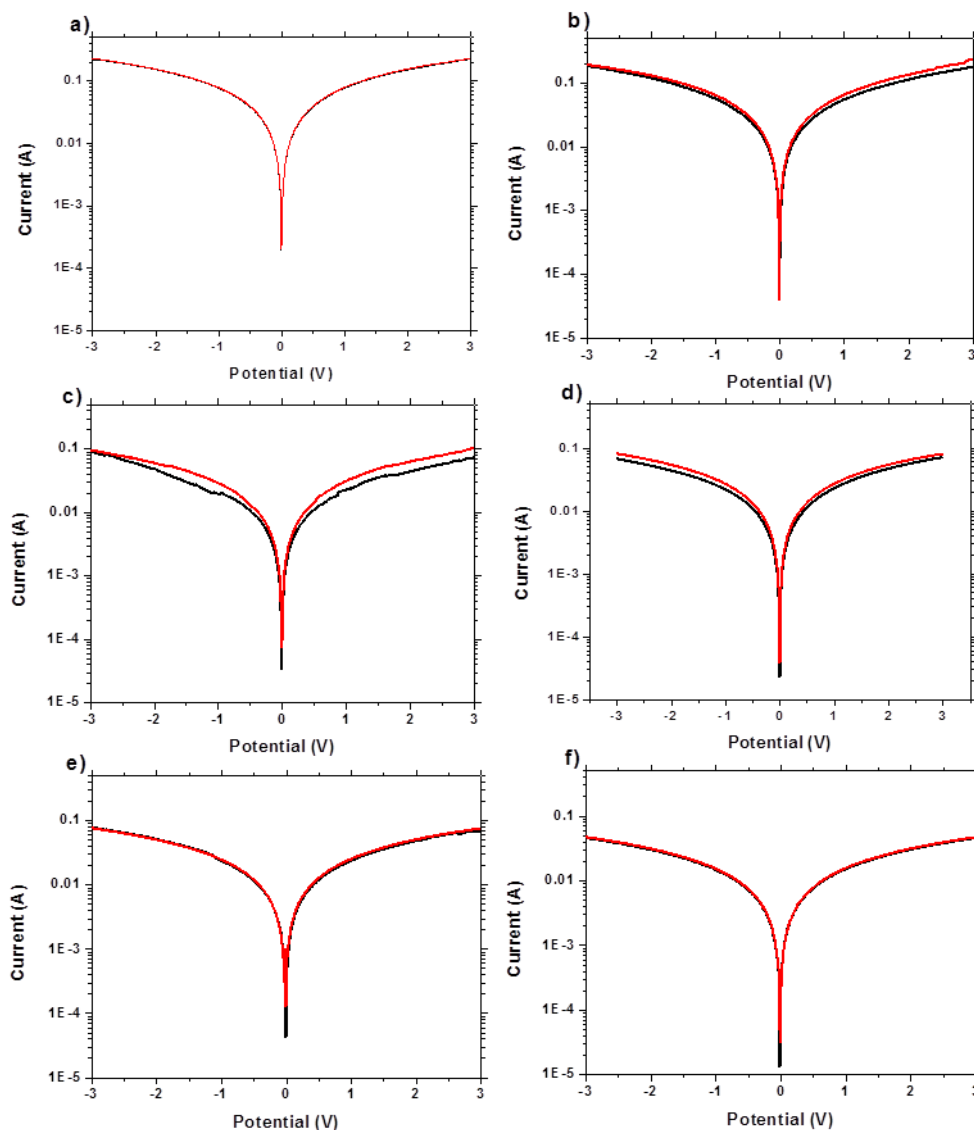 a)
0.1
0.01
1E-3
1E-4
1E-5
Current (A)
-3 -2 -1 0 1 2 3
Potential (V)
b)
0.1
0.01
1E-3
1E-4
1E-5
Current (A)
-3 -2 -1 0 1 2 3
Potential (V)
c)
0.1
0.01
1E-3
1E-4
1E-5
Current (A)
-3 -2 -1 0 1 2 3
Potential (V)
d)
0.1
0.01
1E-3
1E-4
1E-5
Current (A)
-3 -2 -1 0 1 2 3
Potential (V)
e)
0.1
0.01
1E-3
1E-4
1E-5
Current (A)
-3 -2 -1 0 1 2 3
Potential (V)
f)
0.1
0.01
1E-3
1E-4
1E-5
Current (A)
-3 -2 -1 0 1 2 3
Potential (V)